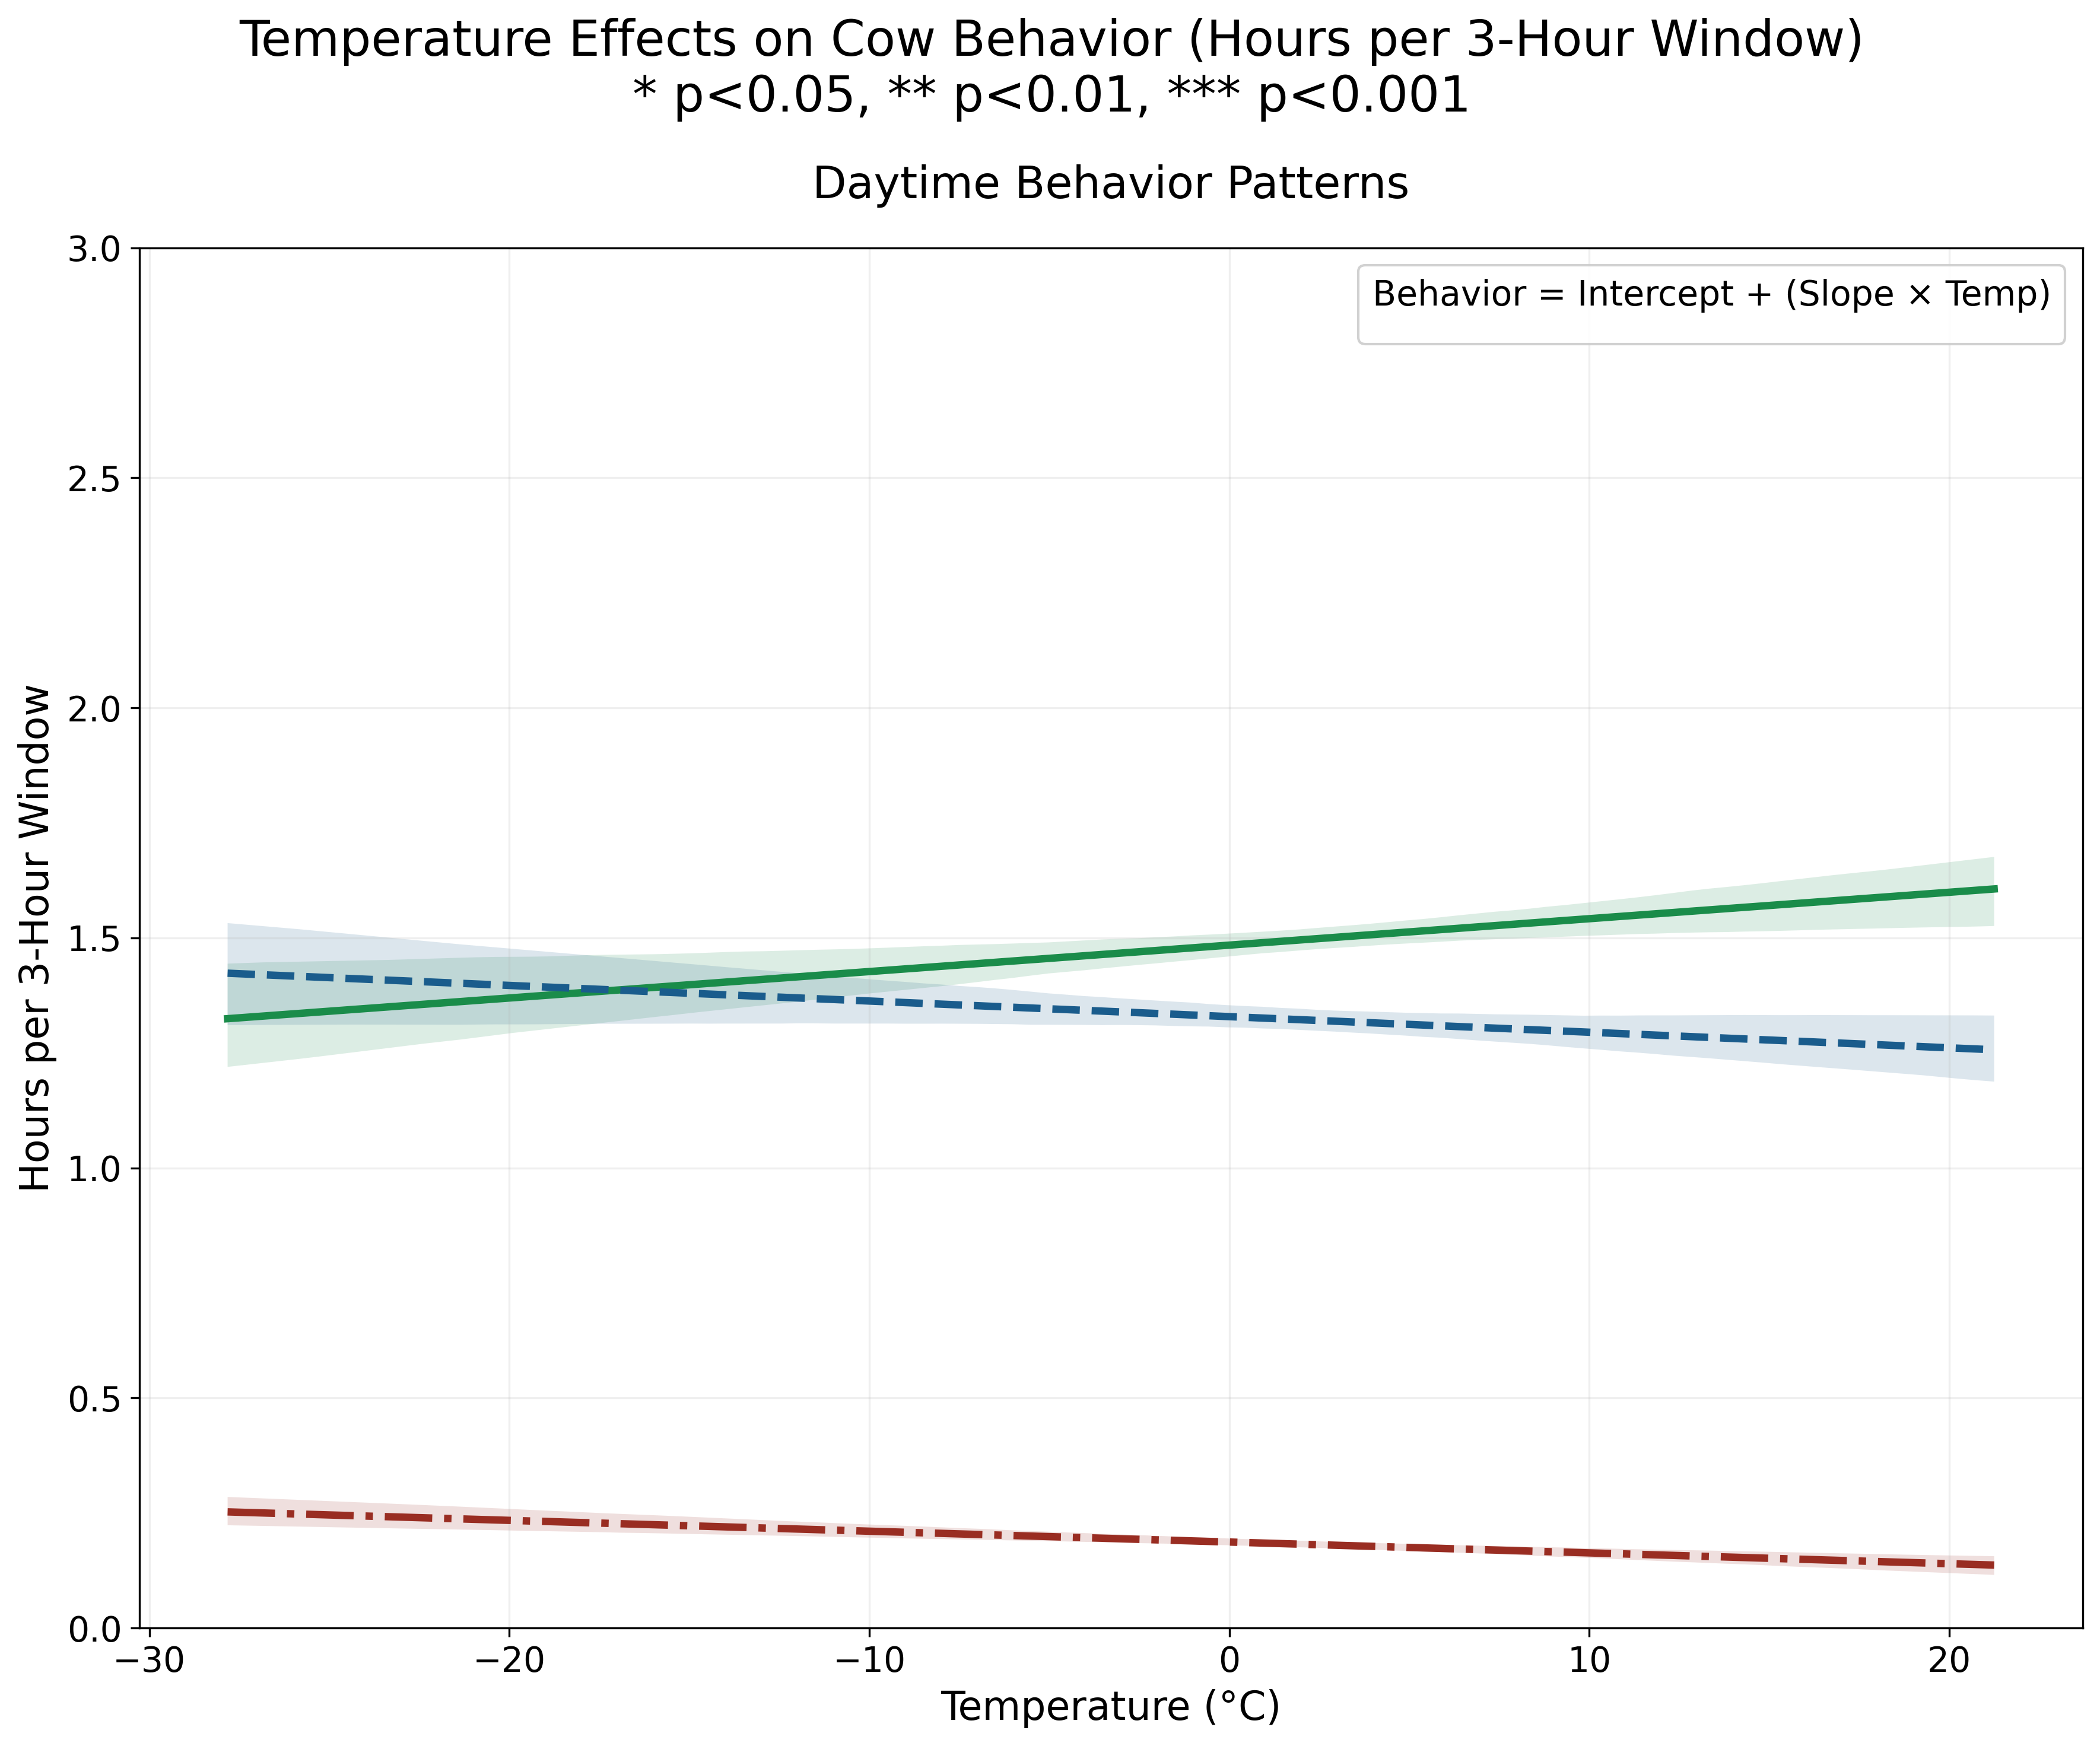 Temperature Effects on Cow Behavior (Hours per 3-Hour Window)
* p<0.05, ** p<0.01, *** p<0.001
Daytime Behavior Patterns
Behavior = Intercept + (Slope × Temp)
Hours per 3-Hour Window
3.0
2.5
2.0
1.5
1.0
0.5
0.0
−30
−20
−10
0
10
20
Temperature (°C)